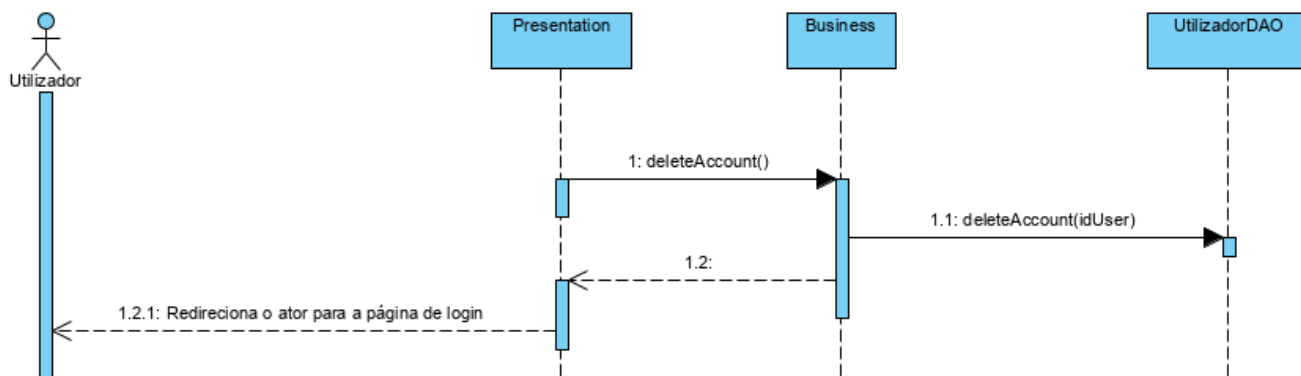 Presentation
Business
UtilizadorDAO
Utilizador
1: deleteAccount()
1.1: deleteAccount(idUser)
1.2:
1.2.1: Redireciona o ator para a página de login